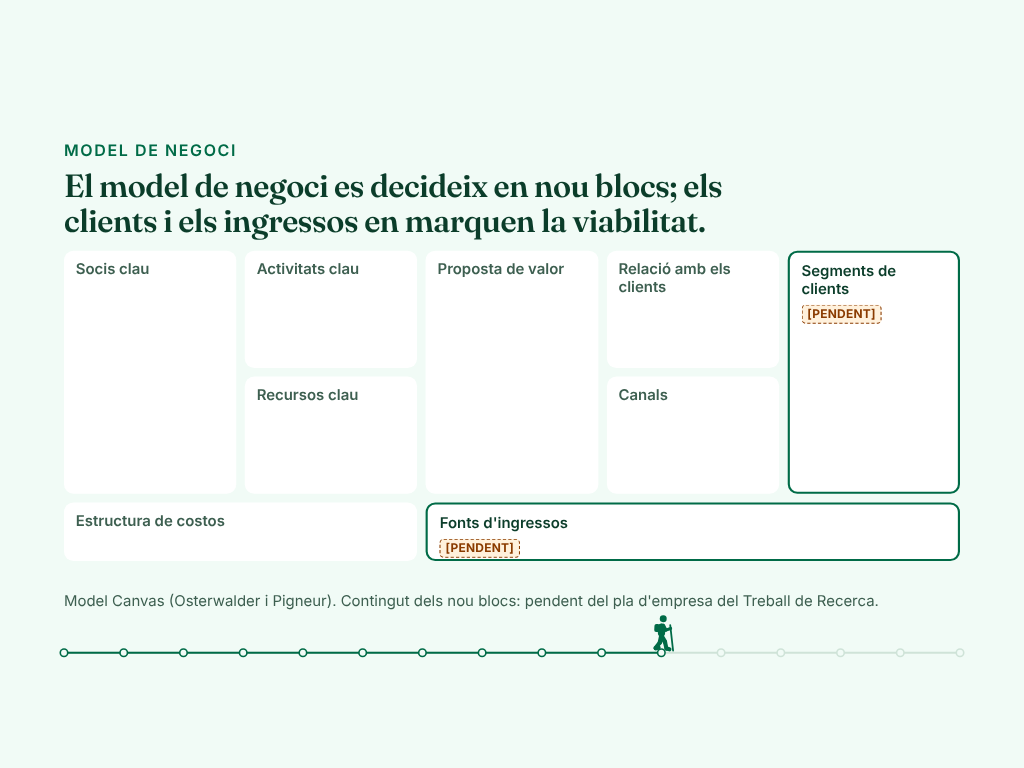 MODEL DE NEGOCI
El model de negoci es decideix en nou blocs; els
clients i els ingressos en marquen la viabilitat.
Socis clau
Activitats clau
Recursos clau
Proposta de valor
Relació amb els
clients
Canals
Segments de
clients
[PENDENT]
Estructura de costos
Fonts d'ingressos
[PENDENT]
Model Canvas (Osterwalder i Pigneur). Contingut dels nou blocs: pendent del pla d'empresa del Treball de Recerca.